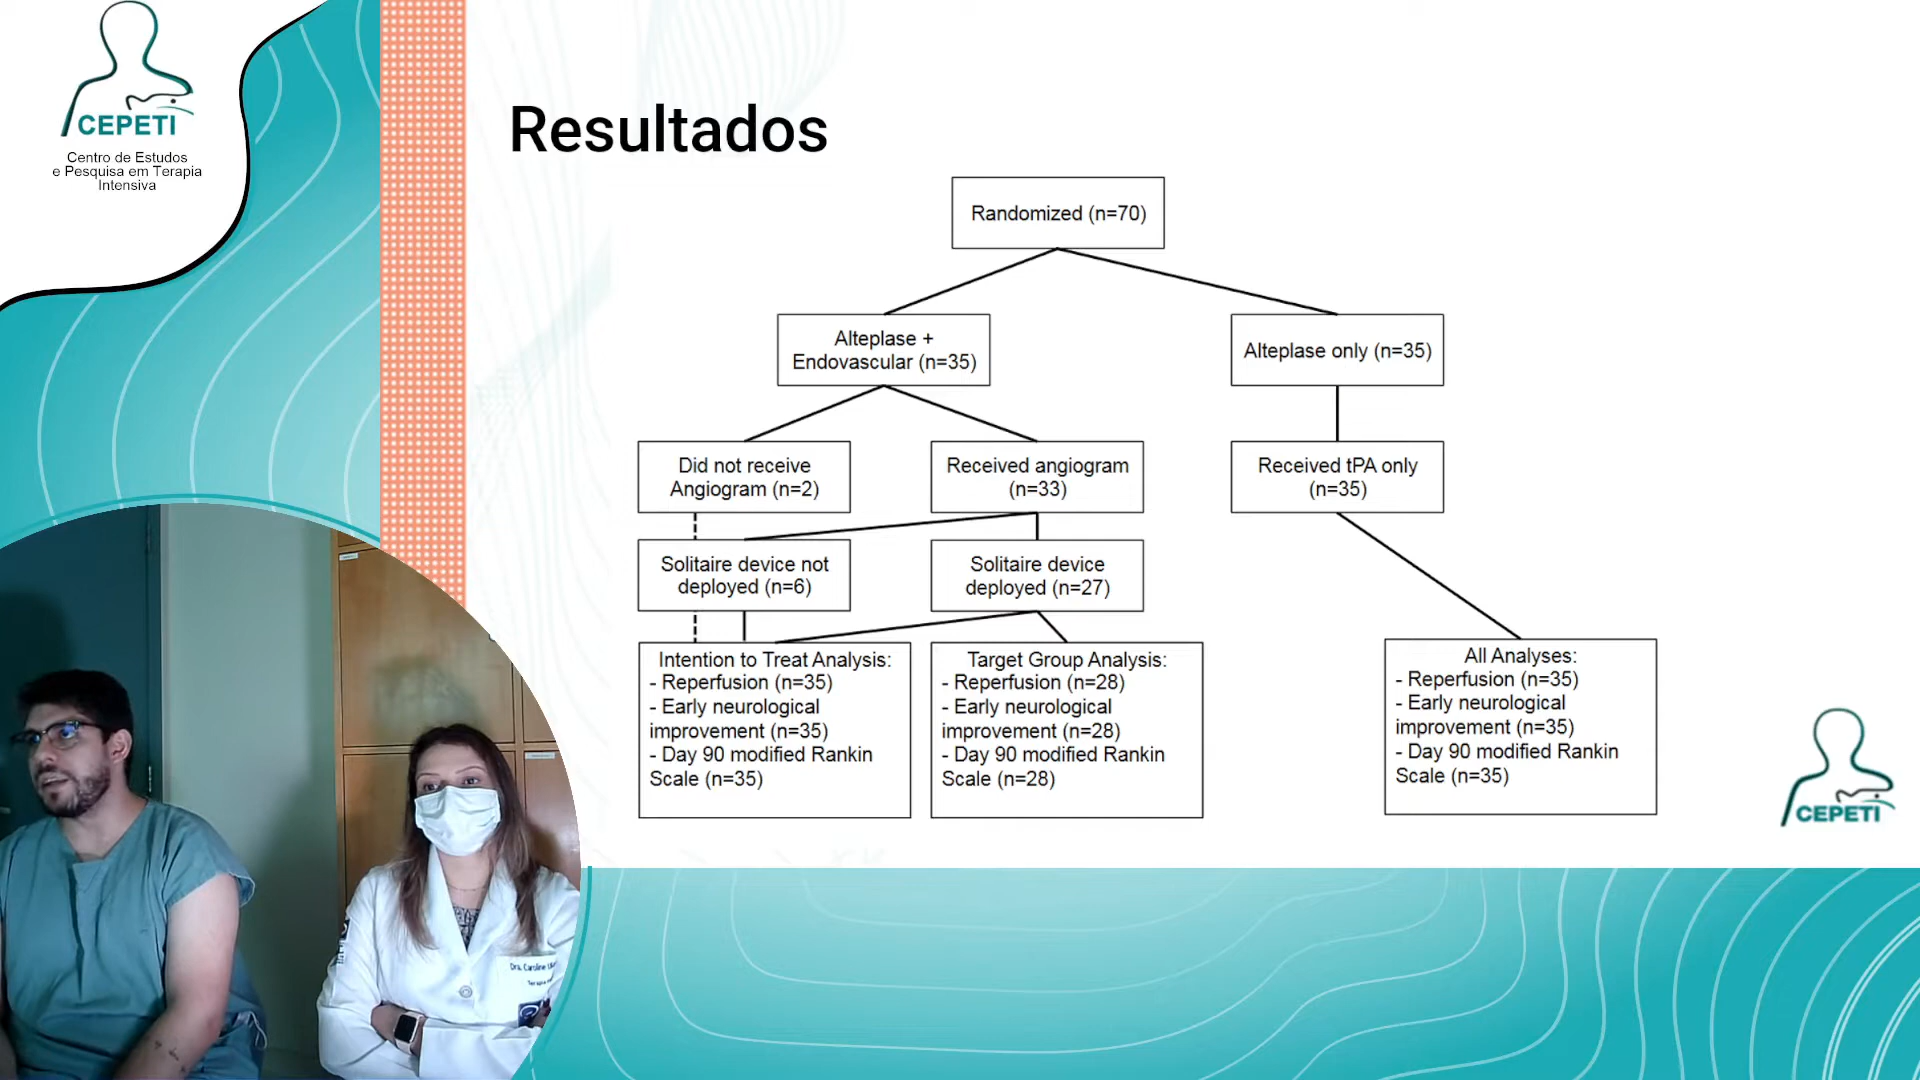 CEPETI
Centro de Estudos
e Pesquisa em Terapia
Intensiva
Resultados
Randomized (n=70)
Alteplase +
Endovascular (n=35)
Alteplase only (n=35)
Did not receive
Angiogram (n=2)
Received angiogram
(n=33)
Received tPA only
(n=35)
Solitaire device not
deployed (n=6)
Solitaire device
deployed (n=27)
Intention to Treat Analysis:
- Reperfusion (n=35)
- Early neurological
improvement (n=35)
- Day 90 modified Rankin
Scale (n=35)
Target Group Analysis:
- Reperfusion (n=28)
- Early neurological
improvement (n=28)
- Day 90 modified Rankin
Scale (n=28)
All Analyses:
- Reperfusion (n=35)
- Early neurological
improvement (n=35)
- Day 90 modified Rankin
Scale (n=35)
CEPETI
Dra. Caroline